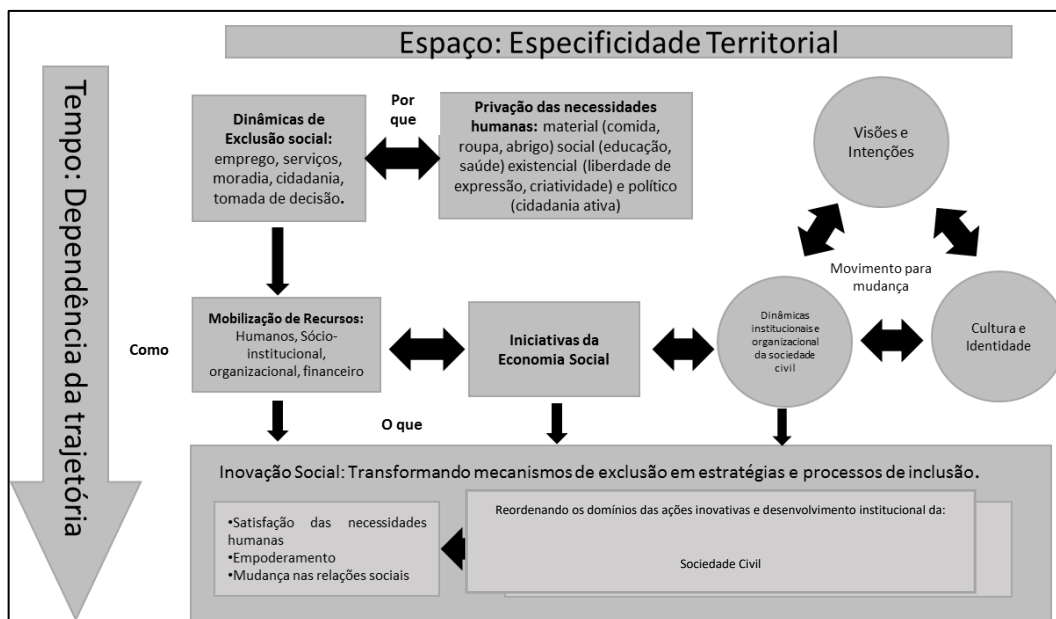 Espaço: Especificidade Territorial
Tempo: Dependência da trajetória
Dinâmicas de
Exclusão social:
emprego, serviços,
moradia, cidadania,
tomada de decisão.
Por
que
Privação das necessidades
humanas: material (comida,
roupa, abrigo) social (educação,
saúde) existencial (liberdade de
expressão, criatividade) e político
(cidadania ativa)
Visões e
Intenções
Movimento para
mudança
Como
Mobilização de Recursos:
Humanos, Sócio-
institucional,
organizacional, financeiro
Iniciativas da
Economia Social
Dinâmicas
institucionais e
organizacional
da sociedade
civil
Cultura e
Identidade
O que
Inovação Social: Transformando mecanismos de exclusão em estratégias e processos de inclusão.
•Satisfação das necessidades
humanas
•Empoderamento
•Mudança nas relações sociais
Reordenando os domínios das ações inovativas e desenvolvimento institucional da:
Sociedade Civil